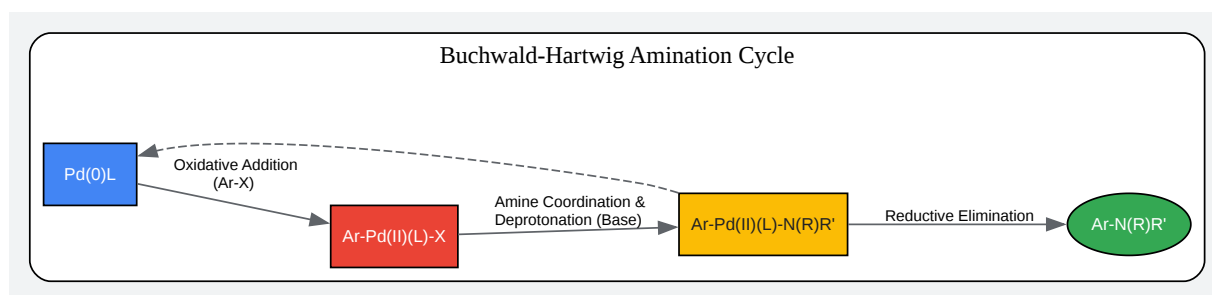 Buchwald-Hartwig Amination Cycle
Pd(0)L
Oxidative Addition
(Ar-X)
Ar-Pd(II)(L)-X
Amine Coordination &
Deprotonation (Base)
Ar-Pd(II)(L)-N(R)R'
Reductive Elimination
Ar-N(R)R'